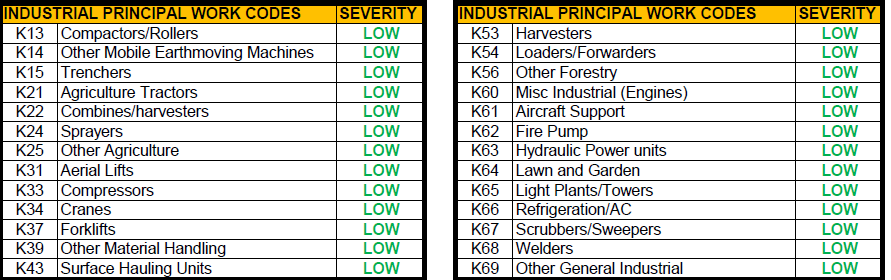 INDUSTRIAL PRINCIPAL WORK CODES SEVERITY
K13 Compactors/Rollers LOW
K14 Other Mobile Earthmoving Machines LOW
K15 Trenchers LOW
K21 Agriculture Tractors LOW
K22 Combines/harvesters LOW
K24 Sprayers LOW
K25 Other Agriculture LOW
K31 Aerial Lifts LOW
K33 Compressors LOW
K34 Cranes LOW
K37 Forklifts LOW
K39 Other Material Handling LOW
K43 Surface Hauling Units LOW
INDUSTRIAL PRINCIPAL WORK CODES SEVERITY
K53 Harvesters LOW
K54 Loaders/Forwarders LOW
K56 Other Forestry LOW
K60 Misc Industrial (Engines) LOW
K61 Aircraft Support LOW
K62 Fire Pump LOW
K63 Hydraulic Power units LOW
K64 Lawn and Garden LOW
K65 Light Plants/Towers LOW
K66 Refrigeration/AC LOW
K67 Scrubbers/Sweepers LOW
K68 Welders LOW
K69 Other General Industrial LOW